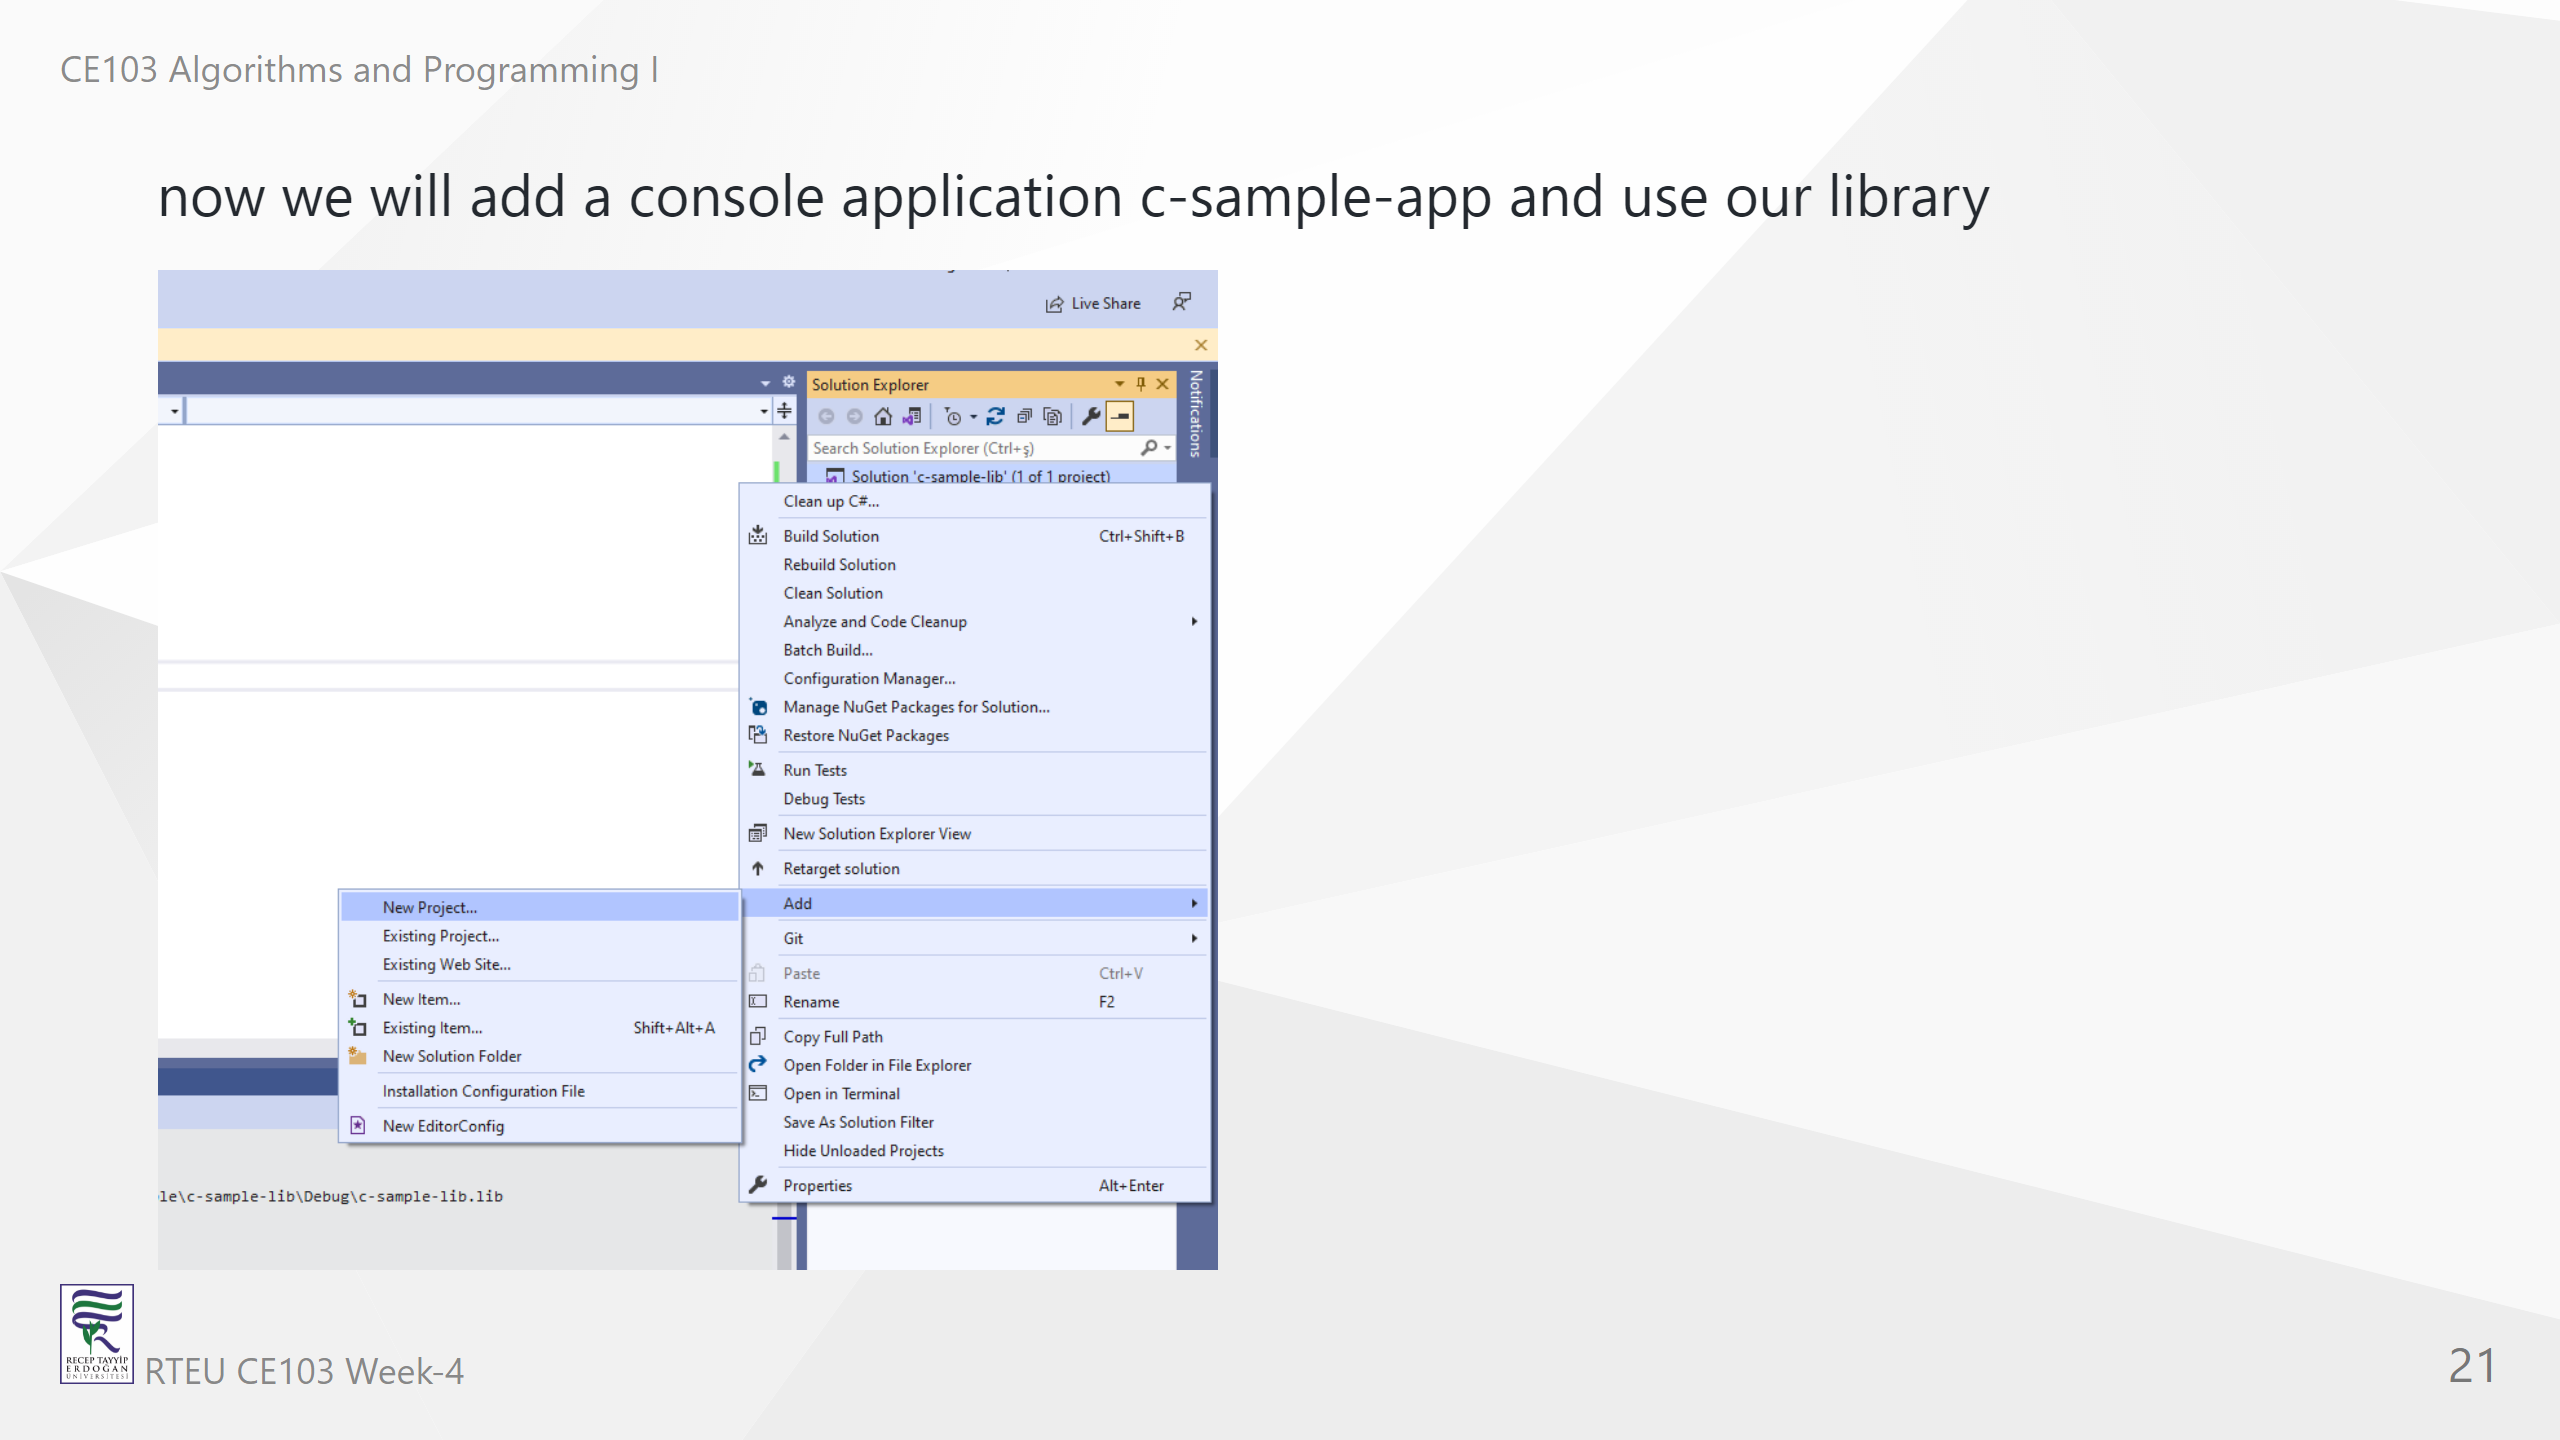 CE103 Algorithms and Programming I
now we will add a console application c-sample-app and use our library
Live Share
Solution Explorer
Notifications
Search Solution Explorer (Ctrl+ş)
Solution 'c-sample-lib' (1 of 1 project)
Clean up C#...
Build Solution Ctrl+Shift+B
Rebuild Solution
Clean Solution
Analyze and Code Cleanup
Batch Build...
Configuration Manager...
Manage NuGet Packages for Solution...
Restore NuGet Packages
Run Tests
Debug Tests
New Solution Explorer View
Retarget solution
Add
Git
Paste Ctrl+V
Rename F2
Copy Full Path
Open Folder in File Explorer
Open in Terminal
Save As Solution Filter
Hide Unloaded Projects
Properties Alt+Enter
New Project...
Existing Project...
Existing Web Site...
New Item...
Existing Item... Shift+Alt+A
New Solution Folder
Installation Configuration File
New EditorConfig
le\c-sample-lib\Debug\c-sample-lib.lib
RECEP TAYYİP
ERDOĞAN
ÜNİVERSİTESİ
RTEU CE103 Week-4
21